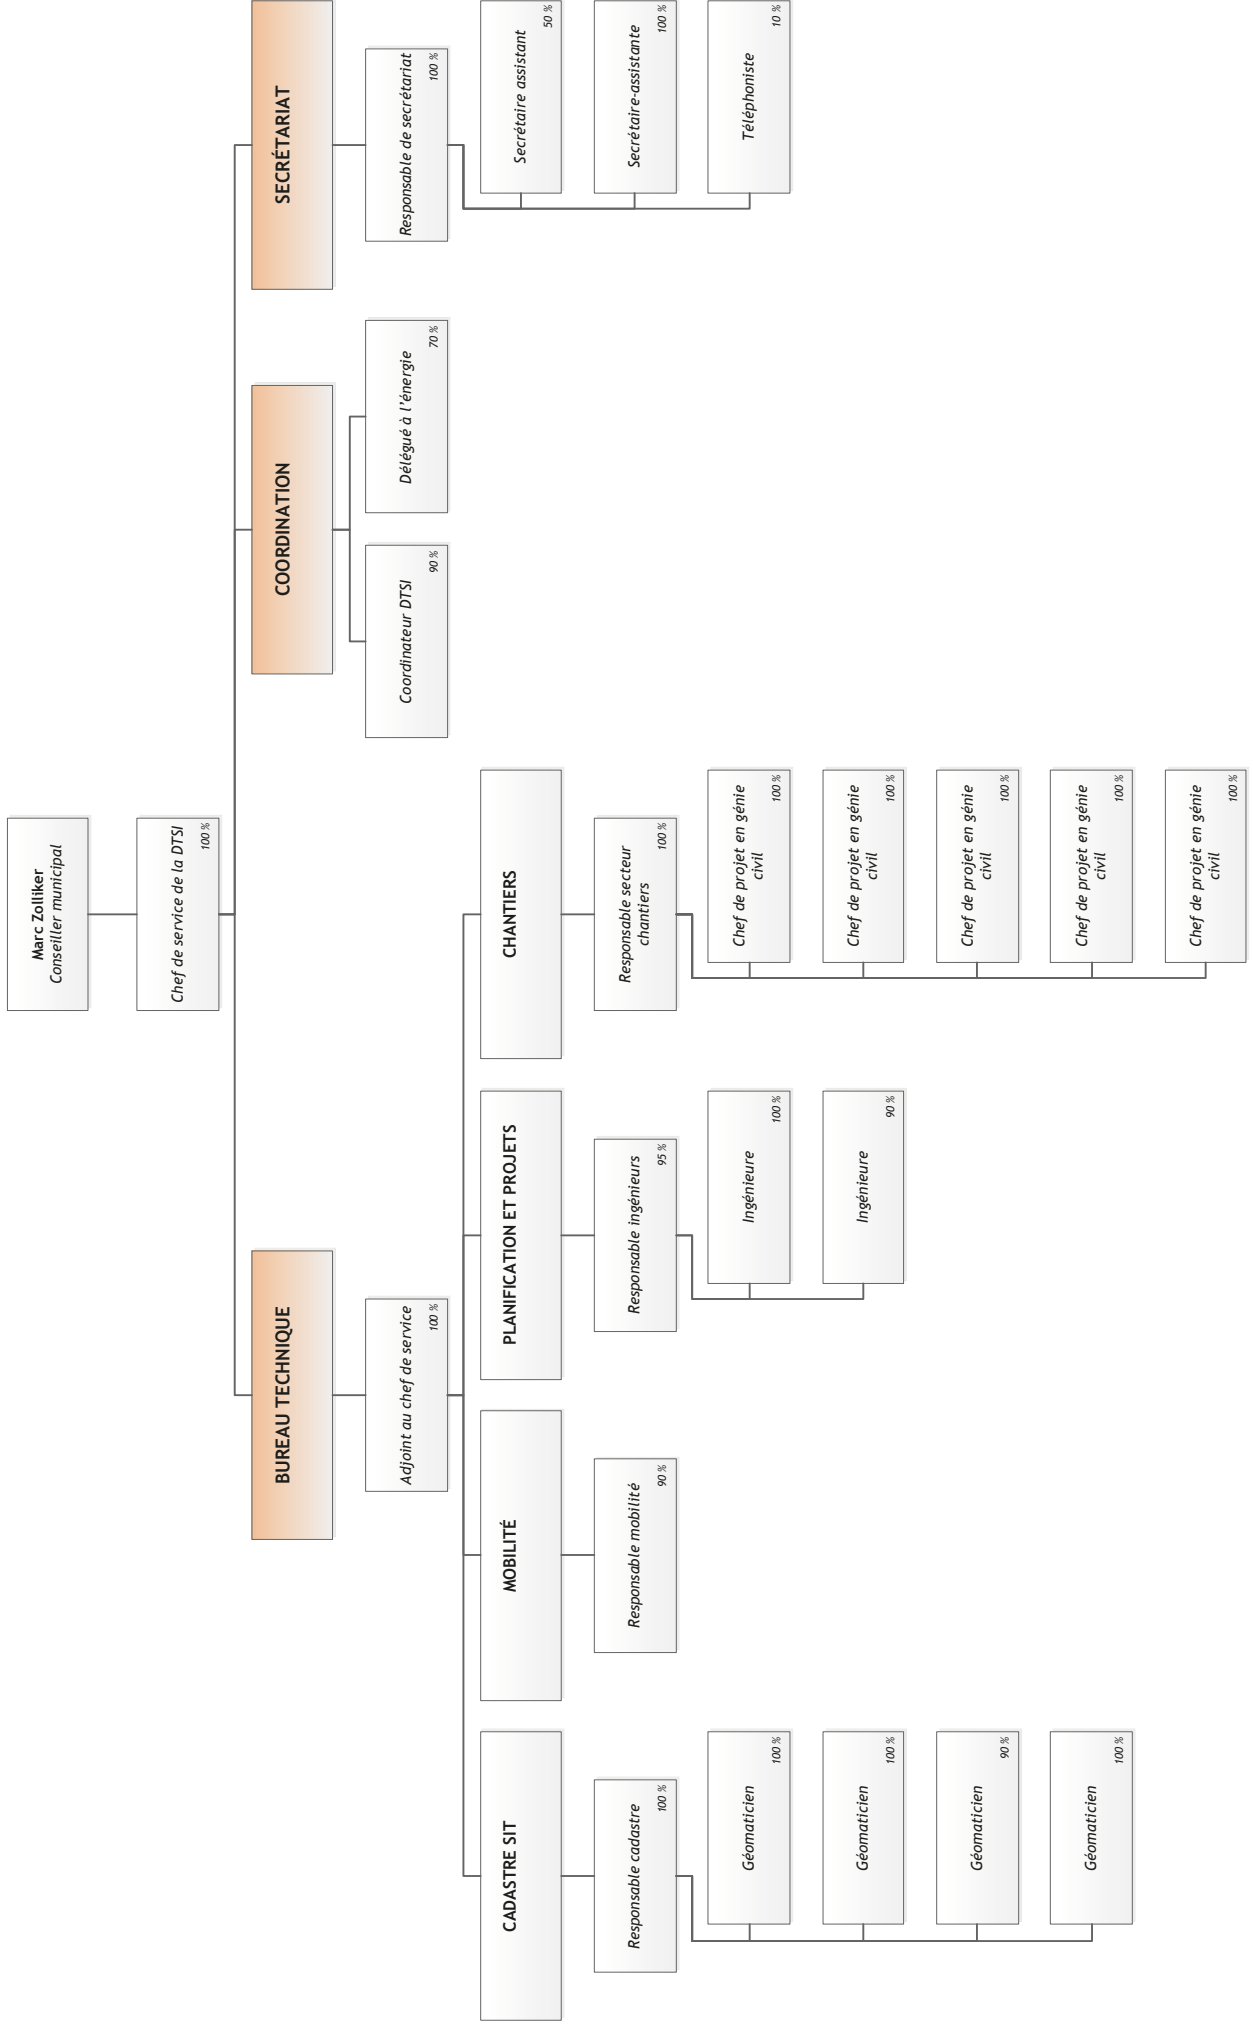 Marc Zolliker
Conseiller municipal
Chef de service de la DTSI
100 %
BUREAU TECHNIQUE
Adjoint au chef de service
100 %
CADASTRE SIT
Responsable cadastre
100 %
Géomaticien
100 %
Géomaticien
100 %
Géomaticien
90 %
Géomaticien
100 %
MOBILITÉ
Responsable mobilité
90 %
PLANIFICATION ET PROJETS
Responsable ingénieurs
95 %
Ingénieure
100 %
Ingénieure
90 %
CHANTIERS
Responsable secteur
chantiers
100 %
Chef de projet en génie
civil
100 %
Chef de projet en génie
civil
100 %
Chef de projet en génie
civil
100 %
Chef de projet en génie
civil
100 %
Chef de projet en génie
civil
100 %
COORDINATION
Coordinateur DTSI
90 %
Délégué à l'énergie
70 %
SECRÉTARIAT
Responsable de secrétariat
100 %
Secrétaire assistant
50 %
Secrétaire-assistante
100 %
Téléphoniste
10 %